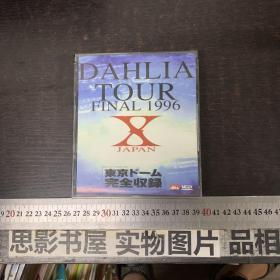 DAHLIA
TOUR
FINAL 1996
X
JAPAN
東京ドーム
完全収録
dts
思影书屋 实物图片 品相